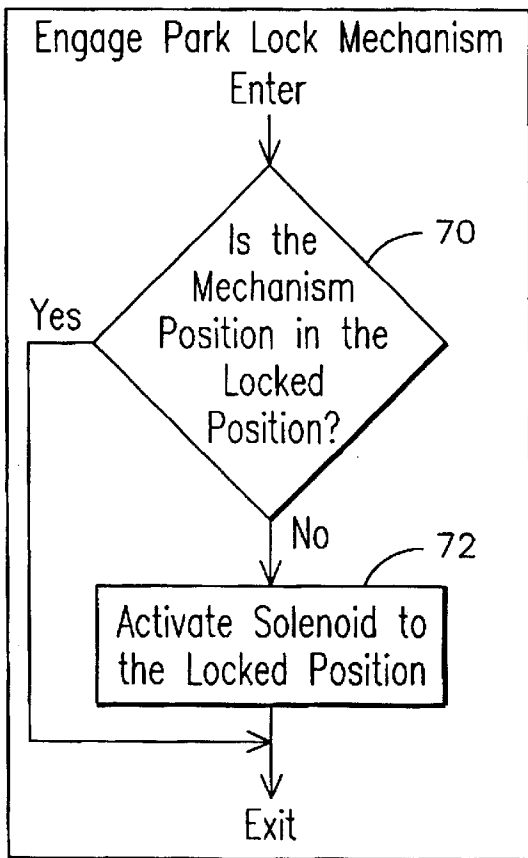 Engage Park Lock Mechanism
Enter
70
Is the
Mechanism
Position in the
Locked
Position?
Yes
No
72
Activate Solenoid to
the Locked Position
Exit